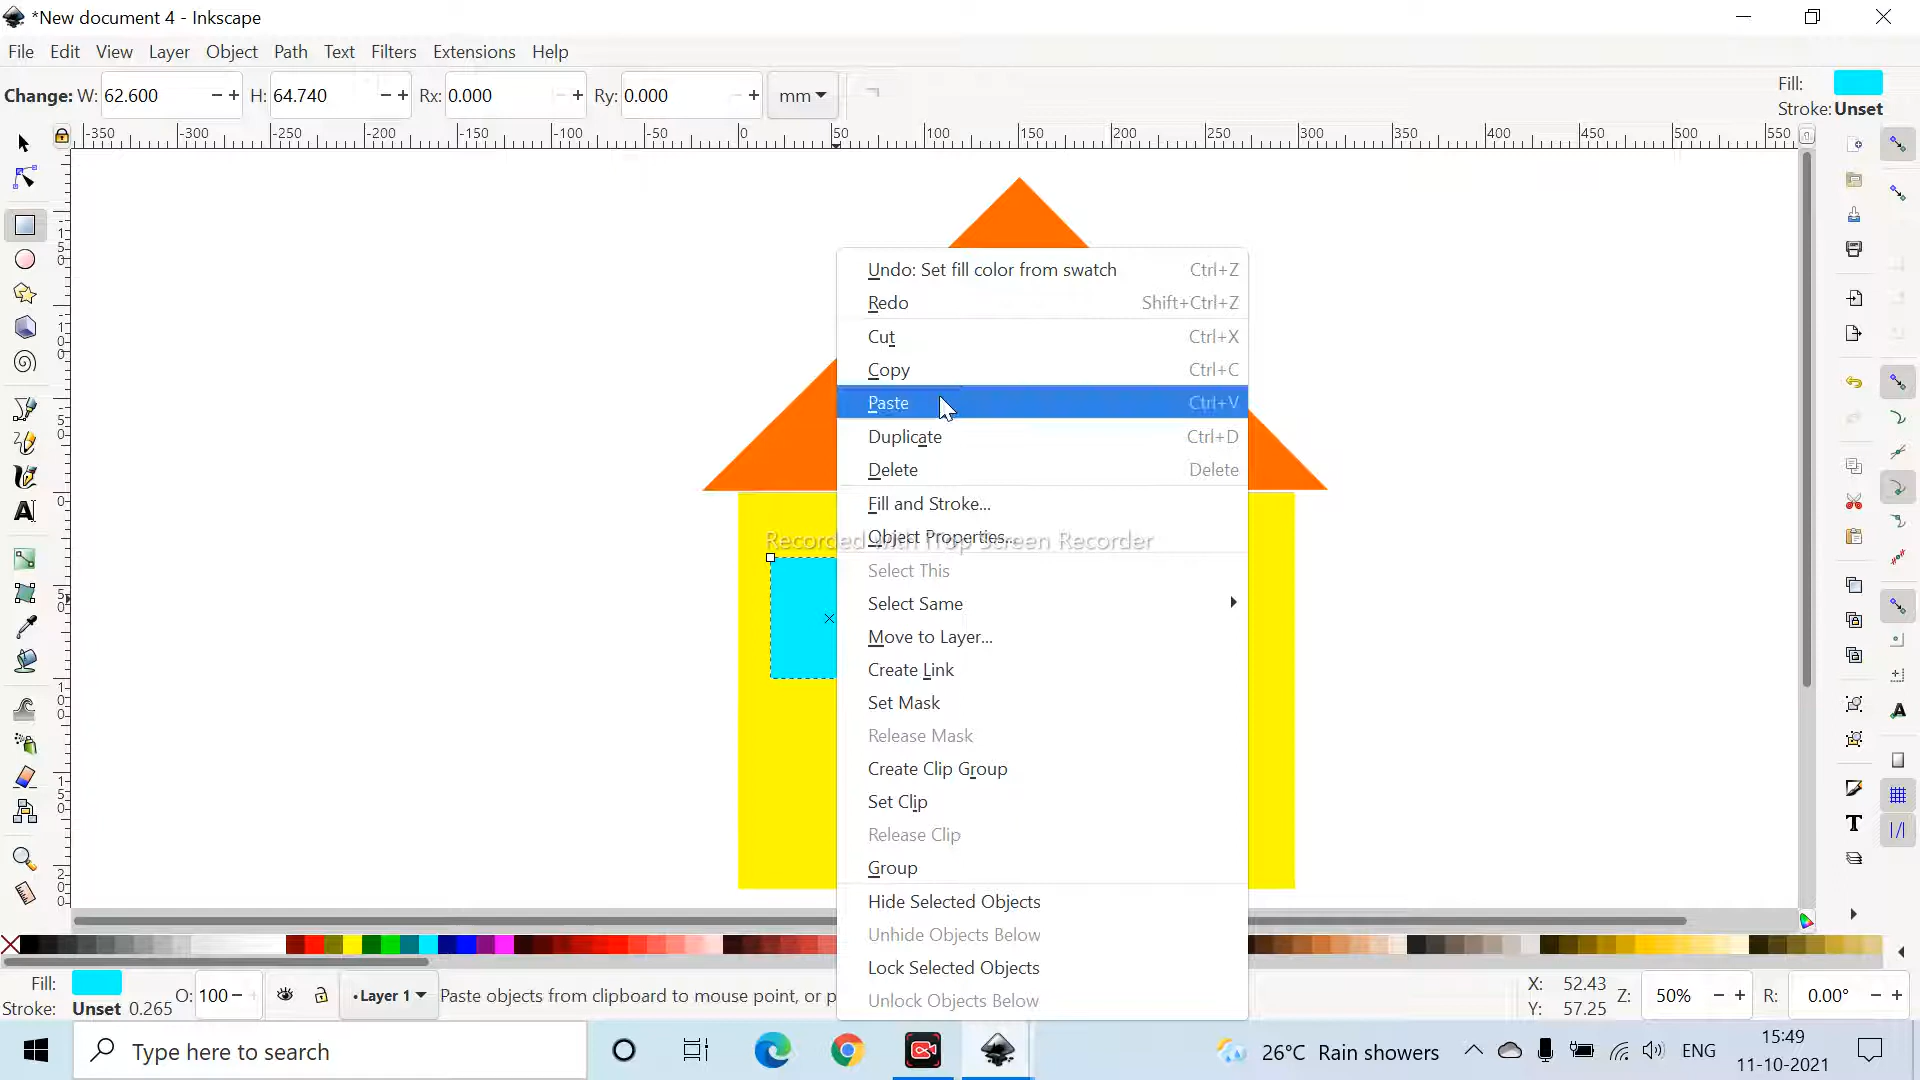 *New document 4 - Inkscape
File Edit View Layer Object Path Text Filters Extensions Help
Change: W: 62.600 − + H: 64.740 − + Rx: 0.000 − + Ry: 0.000 − + mm
Fill:
Stroke: Unset
-350 -300 -250 -200 -150 -100 -50 0 50 100 150 200 250 300 350 400 450 500 550
Undo: Set fill color from swatch Ctrl+Z
Redo Shift+Ctrl+Z
Cut Ctrl+X
Copy Ctrl+C
Paste Ctrl+V
Duplicate Ctrl+D
Delete Delete
Fill and Stroke...
Object Properties...
Recorded with iTop Screen Recorder
Select This
Select Same
Move to Layer...
Create Link
Set Mask
Release Mask
Create Clip Group
Set Clip
Release Clip
Group
Hide Selected Objects
Unhide Objects Below
Lock Selected Objects
Unlock Objects Below
Fill:
Stroke: Unset 0.265
O: 100 − +
•Layer 1
Paste objects from clipboard to mouse point, or p
X: 52.43
Y: 57.25
Z: 50% − + R: 0.00° − +
Type here to search
26°C Rain showers
ENG
15:49
11-10-2021